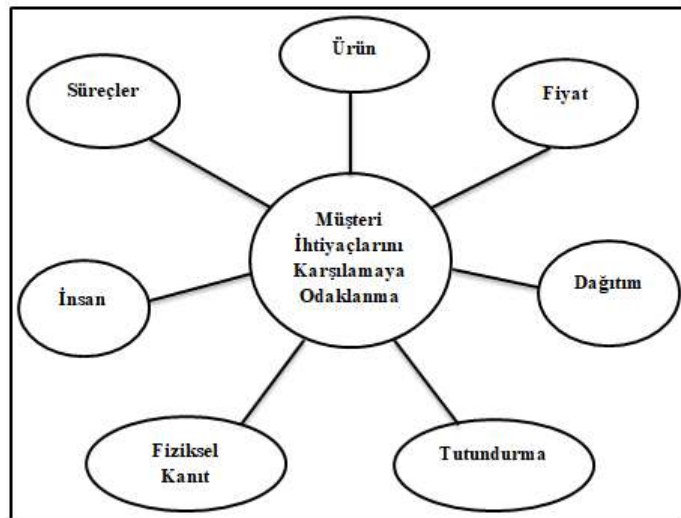 Ürün
Süreçler
Fiyat
Müşteri
İhtiyaçlarını
Karşılamaya
Odaklanma
İnsan
Dağıtım
Fiziksel
Kanıt
Tutundurma